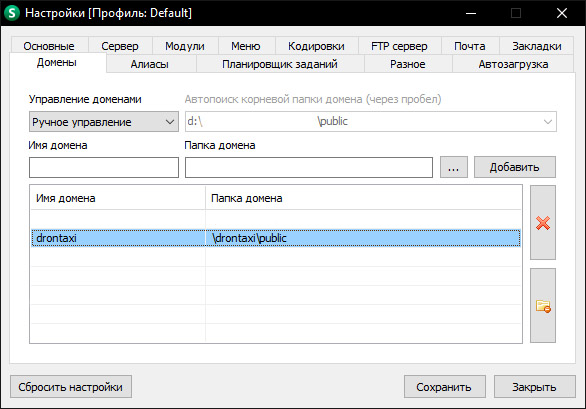 Настройки [Профиль: Default]
Основные Сервер Модули Меню Кодировки FTP сервер Почта Закладки
Домены Алиасы Планировщик заданий Разное Автозагрузка
Управление доменами Автопоиск корневой папки домена (через пробел)
Ручное управление d:\ \public
Имя домена Папка домена
... Добавить
Имя домена Папка домена
drontaxi \drontaxi\public
Сбросить настройки Сохранить Закрыть